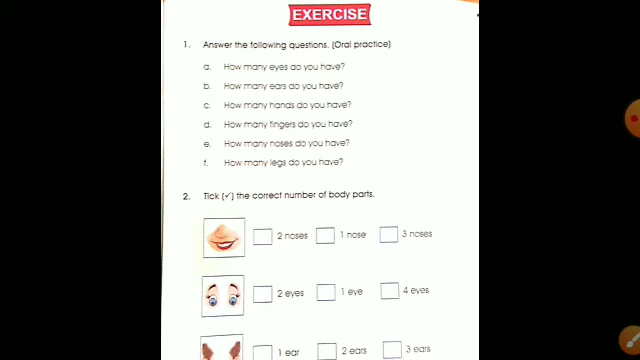 EXERCISE
1. Answer the following questions. (Oral practice)
a. How many eyes do you have?
b. How many ears do you have?
c. How many hands do you have?
d. How many fingers do you have?
e. How many noses do you have?
f. How many legs do you have?
2. Tick (✓) the correct number of body parts.
2 noses 1 nose 3 noses
2 eyes 1 eye 4 eyes
1 ear 2 ears 3 ears